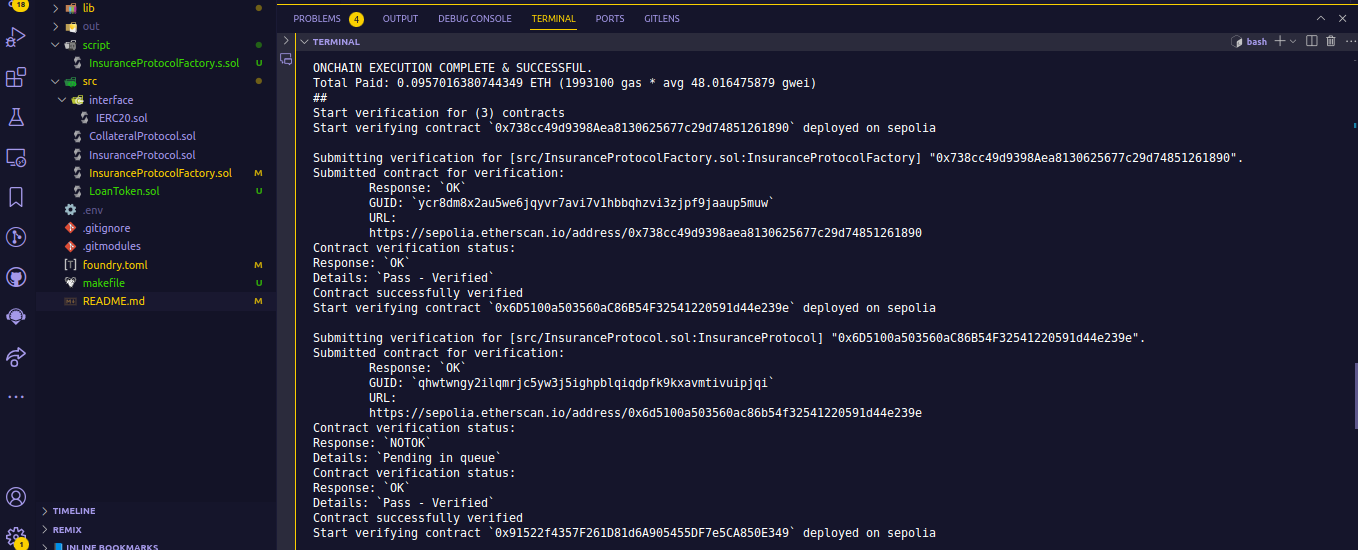 18
lib
out
script
InsuranceProtocolFactory.s.sol U
src
interface
IERC20.sol
CollateralProtocol.sol
InsuranceProtocol.sol
InsuranceProtocolFactory.sol M
LoanToken.sol U
.env
.gitignore
.gitmodules
foundry.toml M
makefile U
README.md M
TIMELINE
REMIX
INLINE BOOKMARKS
1
PROBLEMS 4 OUTPUT DEBUG CONSOLE TERMINAL PORTS GITLENS
TERMINAL
bash
ONCHAIN EXECUTION COMPLETE & SUCCESSFUL.
Total Paid: 0.0957016380744349 ETH (1993100 gas * avg 48.016475879 gwei)
##
Start verification for (3) contracts
Start verifying contract `0x738cc49d9398Aea8130625677c29d74851261890` deployed on sepolia
Submitting verification for [src/InsuranceProtocolFactory.sol:InsuranceProtocolFactory] "0x738cc49d9398Aea8130625677c29d74851261890".
Submitted contract for verification:
Response: `OK`
GUID: `ycr8dm8x2au5we6jqyvr7avi7v1hbbqhzvi3zjpf9jaaup5muw`
URL:
https://sepolia.etherscan.io/address/0x738cc49d9398aea8130625677c29d74851261890
Contract verification status:
Response: `OK`
Details: `Pass - Verified`
Contract successfully verified
Start verifying contract `0x6D5100a503560aC86B54F32541220591d44e239e` deployed on sepolia
Submitting verification for [src/InsuranceProtocol.sol:InsuranceProtocol] "0x6D5100a503560aC86B54F32541220591d44e239e".
Submitted contract for verification:
Response: `OK`
GUID: `qhwtwngy2ilqmrjc5yw3j5ighpblqiqdpfk9kxavmtivuipjqi`
URL:
https://sepolia.etherscan.io/address/0x6d5100a503560ac86b54f32541220591d44e239e
Contract verification status:
Response: `NOTOK`
Details: `Pending in queue`
Contract verification status:
Response: `OK`
Details: `Pass - Verified`
Contract successfully verified
Start verifying contract `0x91522f4357F261D81d6A905455DF7e5CA850E349` deployed on sepolia